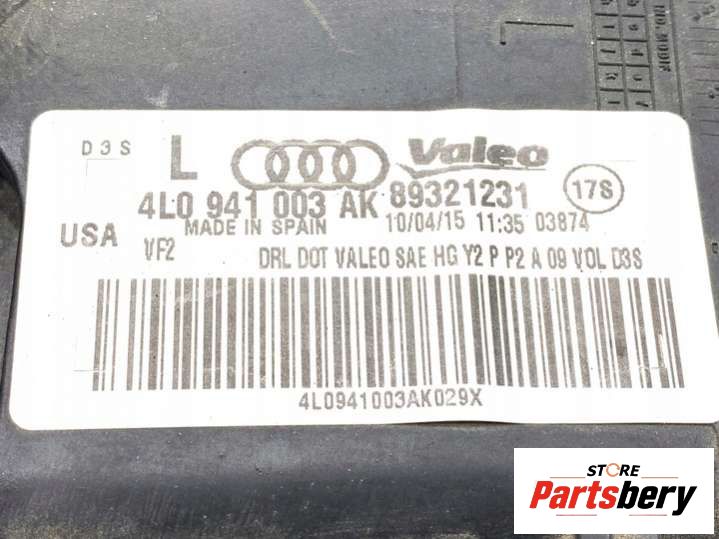 D3S L Valeo
4L0 941 003 AK 89321231 17S
MADE IN SPAIN 10/04/15 11:35 03874
USA VF2 DRL DOT VALEO SAE HG Y2 P P2 A 09 VOL D3S
4L0941003AK029X
STORE
Partsbery